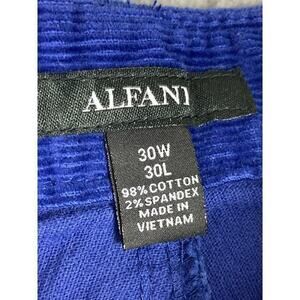 ALFANI
30W
30L
98% COTTON
2% SPANDEX
MADE IN
VIETNAM